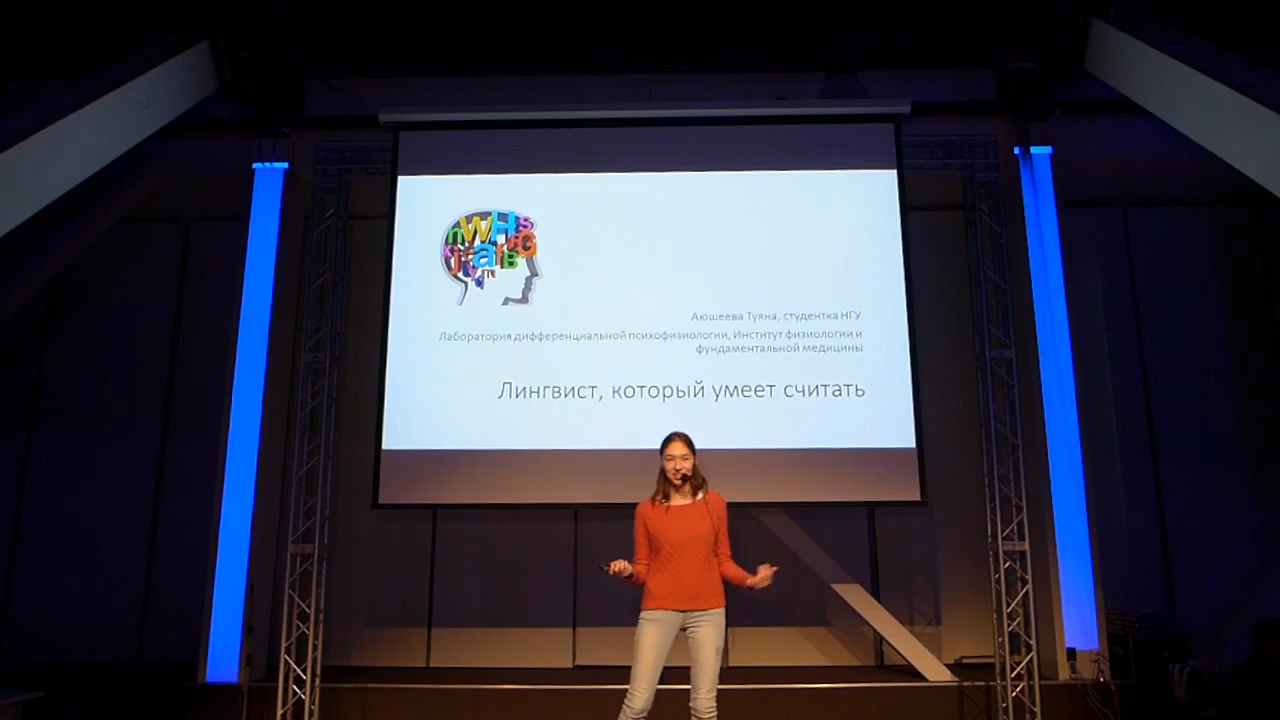 Аюшеева Туяна, студентка НГУ
Лаборатория дифференциальной психофизиологии, Институт физиологии и
фундаментальной медицины
Лингвист, который умеет считать